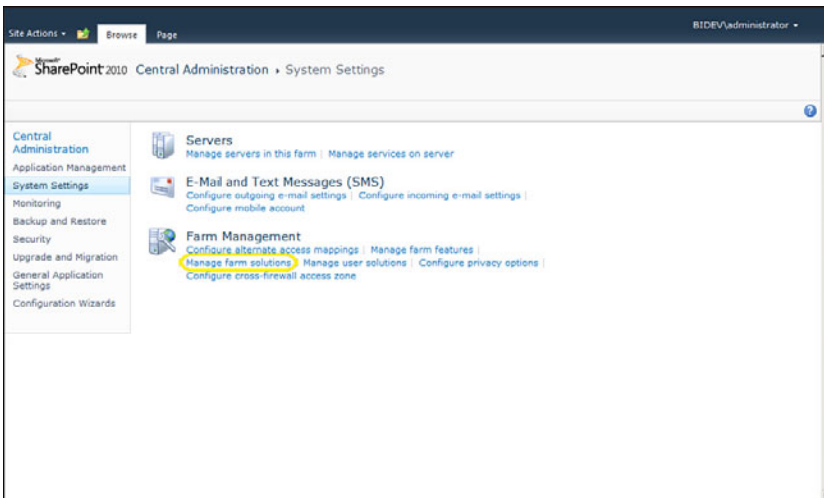 Site Actions
Browse
Page
BIDEV\administrator
Microsoft
SharePoint 2010 Central Administration System Settings
Central
Administration
Application Management
System Settings
Monitoring
Backup and Restore
Security
Upgrade and Migration
General Application
Settings
Configuration Wizards
Servers
Manage servers in this farm | Manage services on server
E-Mail and Text Messages (SMS)
Configure outgoing e-mail settings | Configure incoming e-mail settings |
Configure mobile account
Farm Management
Configure alternate access mappings | Manage farm features |
Manage farm solutions | Manage user solutions | Configure privacy options |
Configure cross-firewall access zone